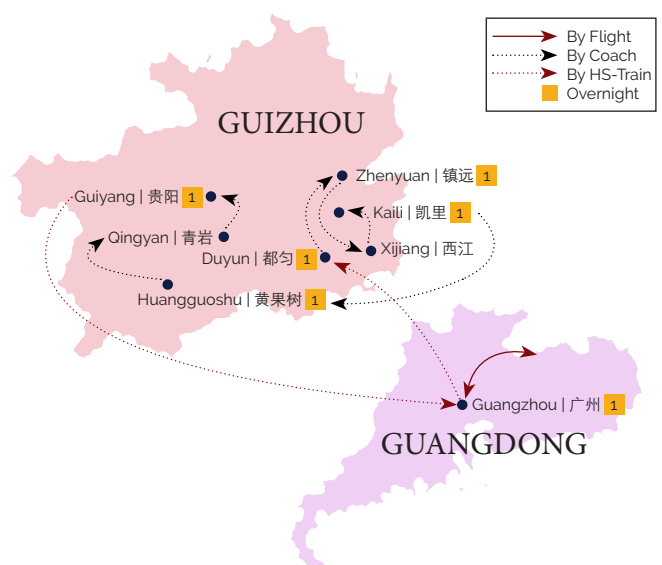 By Flight
By Coach
By HS-Train
Overnight
GUIZHOU
Zhenyuan | 镇远 1
Guiyang | 贵阳 1
Kaili | 凯里 1
Qingyan | 青岩
Xijiang | 西江
Duyun | 都匀 1
Huangguoshu | 黄果树 1
Guangzhou | 广州 1
GUANGDONG